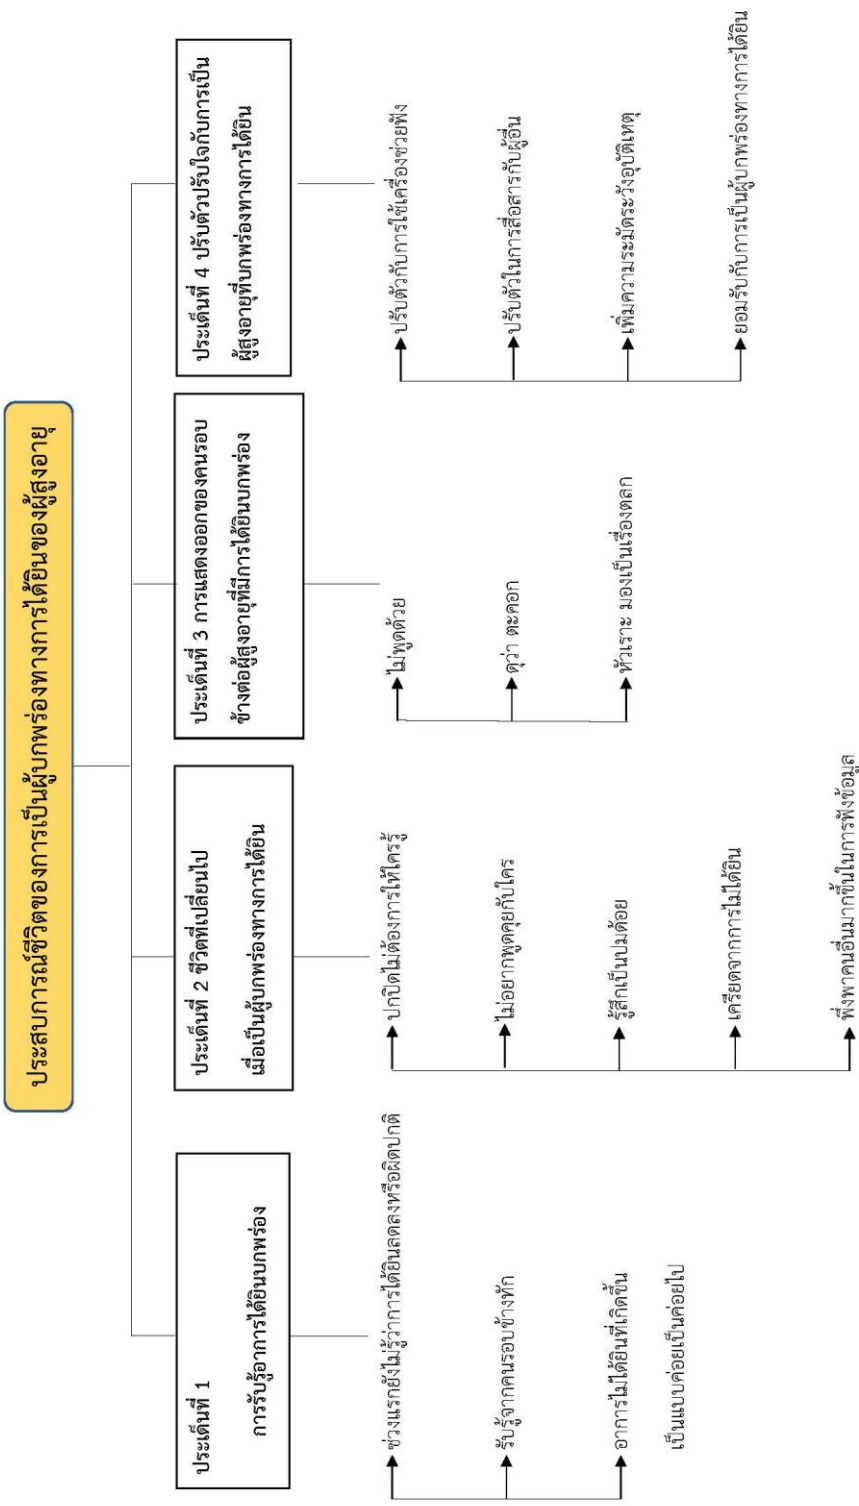 ประสบการณ์ชีวิตของการเป็นผู้บกพร่องทางการได้ยินของผู้สูงอายุ
ประเด็นที่ 1
การรับรู้อาการได้ยินบกพร่อง
ช่วงแรกยังไม่รู้ว่าการได้ยินลดลงหรือผิดปกติ
รับรู้จากคนรอบข้างทัก
อาการไม่ได้ยินที่เกิดขึ้น
เป็นแบบค่อยเป็นค่อยไป
ประเด็นที่ 2 ชีวิตที่เปลี่ยนไป
เมื่อเป็นผู้บกพร่องทางการได้ยิน
ปกปิดไม่ต้องการให้ใครรู้
ไม่อยากพูดคุยกับใคร
รู้สึกเป็นปมด้อย
เครียดจากการไม่ได้ยิน
พึ่งพาคนอื่นมากขึ้นในการฟังข้อมูล
ประเด็นที่ 3 การแสดงออกของคนรอบ
ข้างต่อผู้สูงอายุที่มีการได้ยินบกพร่อง
ไม่พูดด้วย
ดุว่า ตะคอก
หัวเราะ มองเป็นเรื่องตลก
ประเด็นที่ 4 ปรับตัวปรับใจกับการเป็น
ผู้สูงอายุที่บกพร่องทางการได้ยิน
ปรับตัวกับการใช้เครื่องช่วยฟัง
ปรับตัวในการสื่อสารกับผู้อื่น
เพิ่มความระมัดระวังอุบัติเหตุ
ยอมรับกับการเป็นผู้บกพร่องทางการได้ยิน